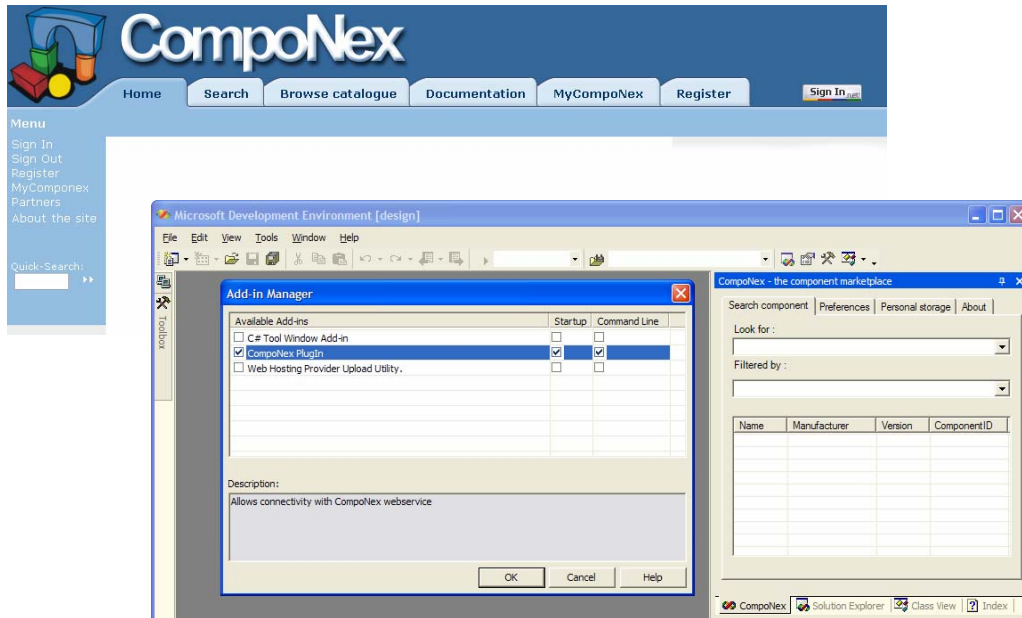 CompoNex
Home Search Browse catalogue Documentation MyCompoNex Register Sign In .net
Menu
Sign In
Sign Out
Register
MyComponex
Partners
About the site
Quick-Search:
Microsoft Development Environment [design]
File Edit View Tools Window Help
Toolbox
Add-in Manager
Available Add-ins Startup Command Line
C# Tool Window Add-in
CompoNex PlugIn
Web Hosting Provider Upload Utility.
Description:
Allows connectivity with CompoNex webservice
OK Cancel Help
CompoNex - the component marketplace
Search component Preferences Personal storage About
Look for :
Filtered by :
Name Manufacturer Version ComponentID
CompoNex Solution Explorer Class View Index